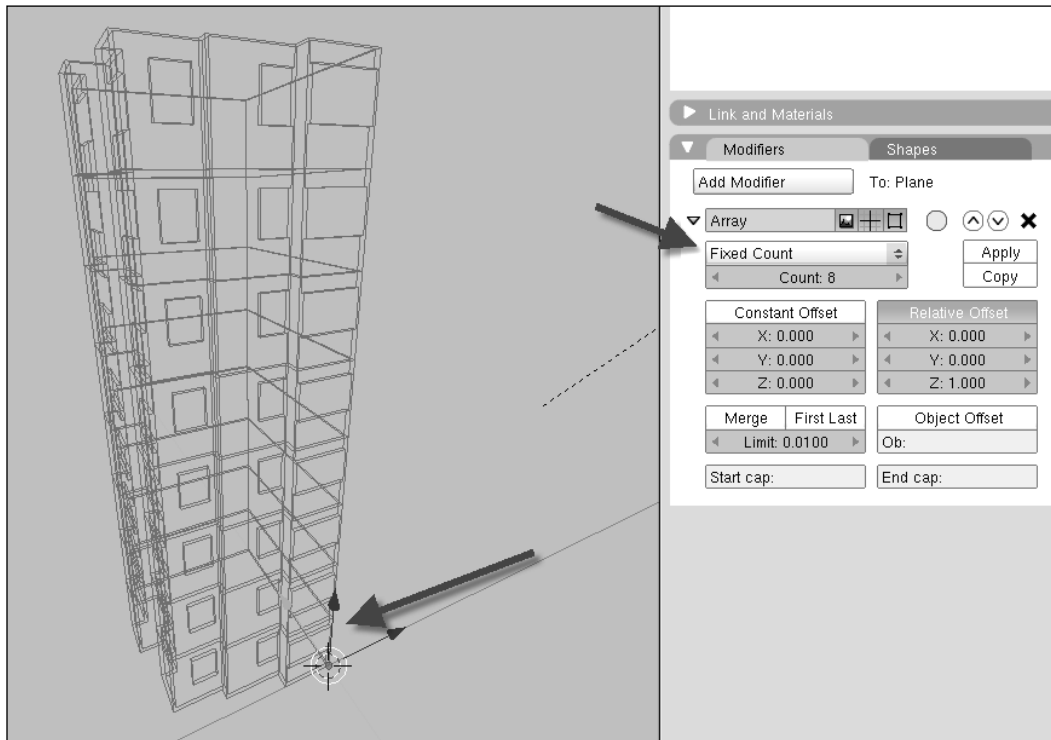 Link and Materials
Modifiers Shapes
Add Modifier To: Plane
Array
Fixed Count Apply
Count: 8 Copy
Constant Offset Relative Offset
X: 0.000 X: 0.000
Y: 0.000 Y: 0.000
Z: 0.000 Z: 1.000
Merge First Last Object Offset
Limit: 0.0100 Ob:
Start cap: End cap: